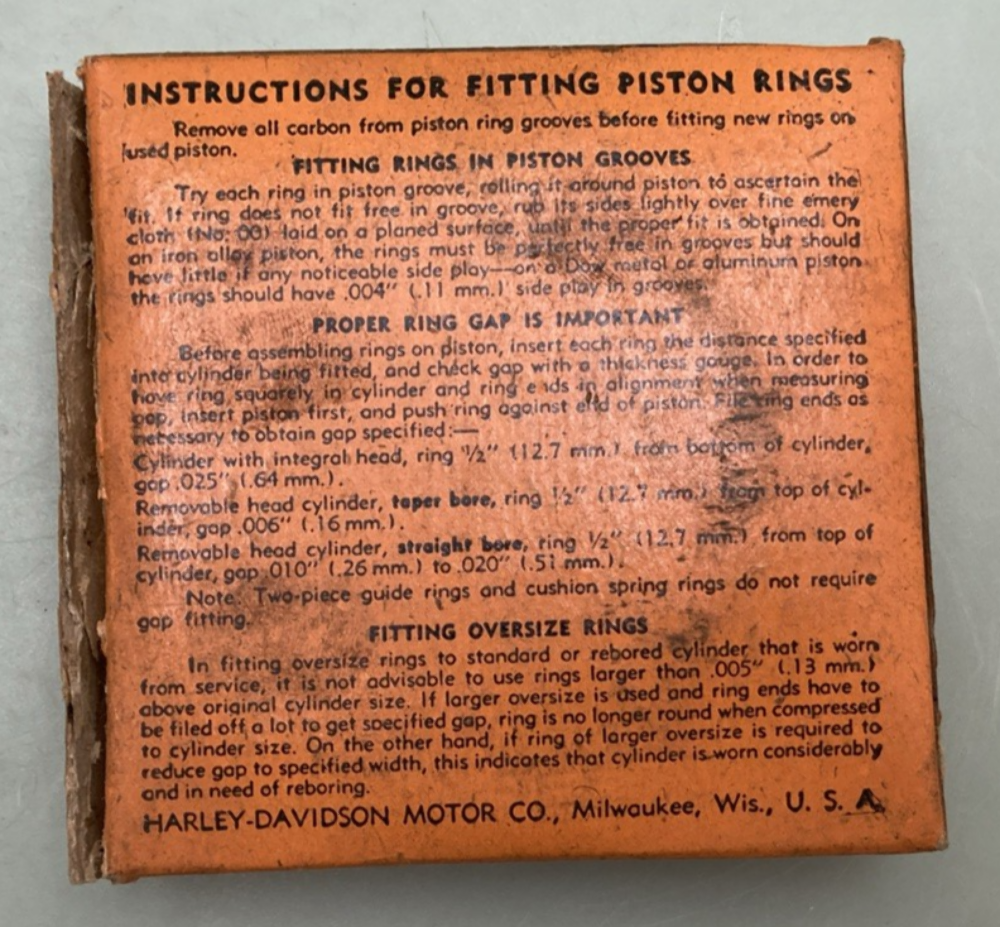 INSTRUCTIONS FOR FITTING PISTON RINGS
Remove all carbon from piston ring grooves before fitting new rings on
used piston.
FITTING RINGS IN PISTON GROOVES
Try each ring in piston groove, rolling it around piston to ascertain the
fit. If ring does not fit free in groove, rub its sides lightly over fine emery
cloth (No. 00) laid on a planed surface, until the proper fit is obtained. On
an iron alloy piston, the rings must be perfectly free in grooves but should
have little if any noticeable side play—on a Dow metal or aluminum piston
the rings should have .004" (.11 mm.) side play in grooves.
PROPER RING GAP IS IMPORTANT
Before assembling rings on piston, insert each ring the distance specified
into cylinder being fitted, and check gap with a thickness gauge. In order to
have ring squarely in cylinder and ring ends in alignment when measuring
gap, insert piston first, and push ring against end of piston. File ring ends as
necessary to obtain gap specified:—
Cylinder with integral head, ring 1/2" (12.7 mm.) from bottom of cylinder,
gap .025" (.64 mm.).
Removable head cylinder, taper bore, ring 1/2" (12.7 mm.) from top of cyl-
inder, gap .006" (.16 mm.).
Removable head cylinder, straight bore, ring 1/2" (12.7 mm.) from top of
cylinder, gap .010" (.26 mm.) to .020" (.51 mm.).
Note: Two-piece guide rings and cushion spring rings do not require
gap fitting.
FITTING OVERSIZE RINGS
In fitting oversize rings to standard or rebored cylinder that is worn
from service, it is not advisable to use rings larger than .005" (.13 mm.)
above original cylinder size. If larger oversize is used and ring ends have to
be filed off a lot to get specified gap, ring is no longer round when compressed
to cylinder size. On the other hand, if ring of larger oversize is required to
reduce gap to specified width, this indicates that cylinder is worn considerably
and in need of reboring.
HARLEY-DAVIDSON MOTOR CO., Milwaukee, Wis., U. S. A.